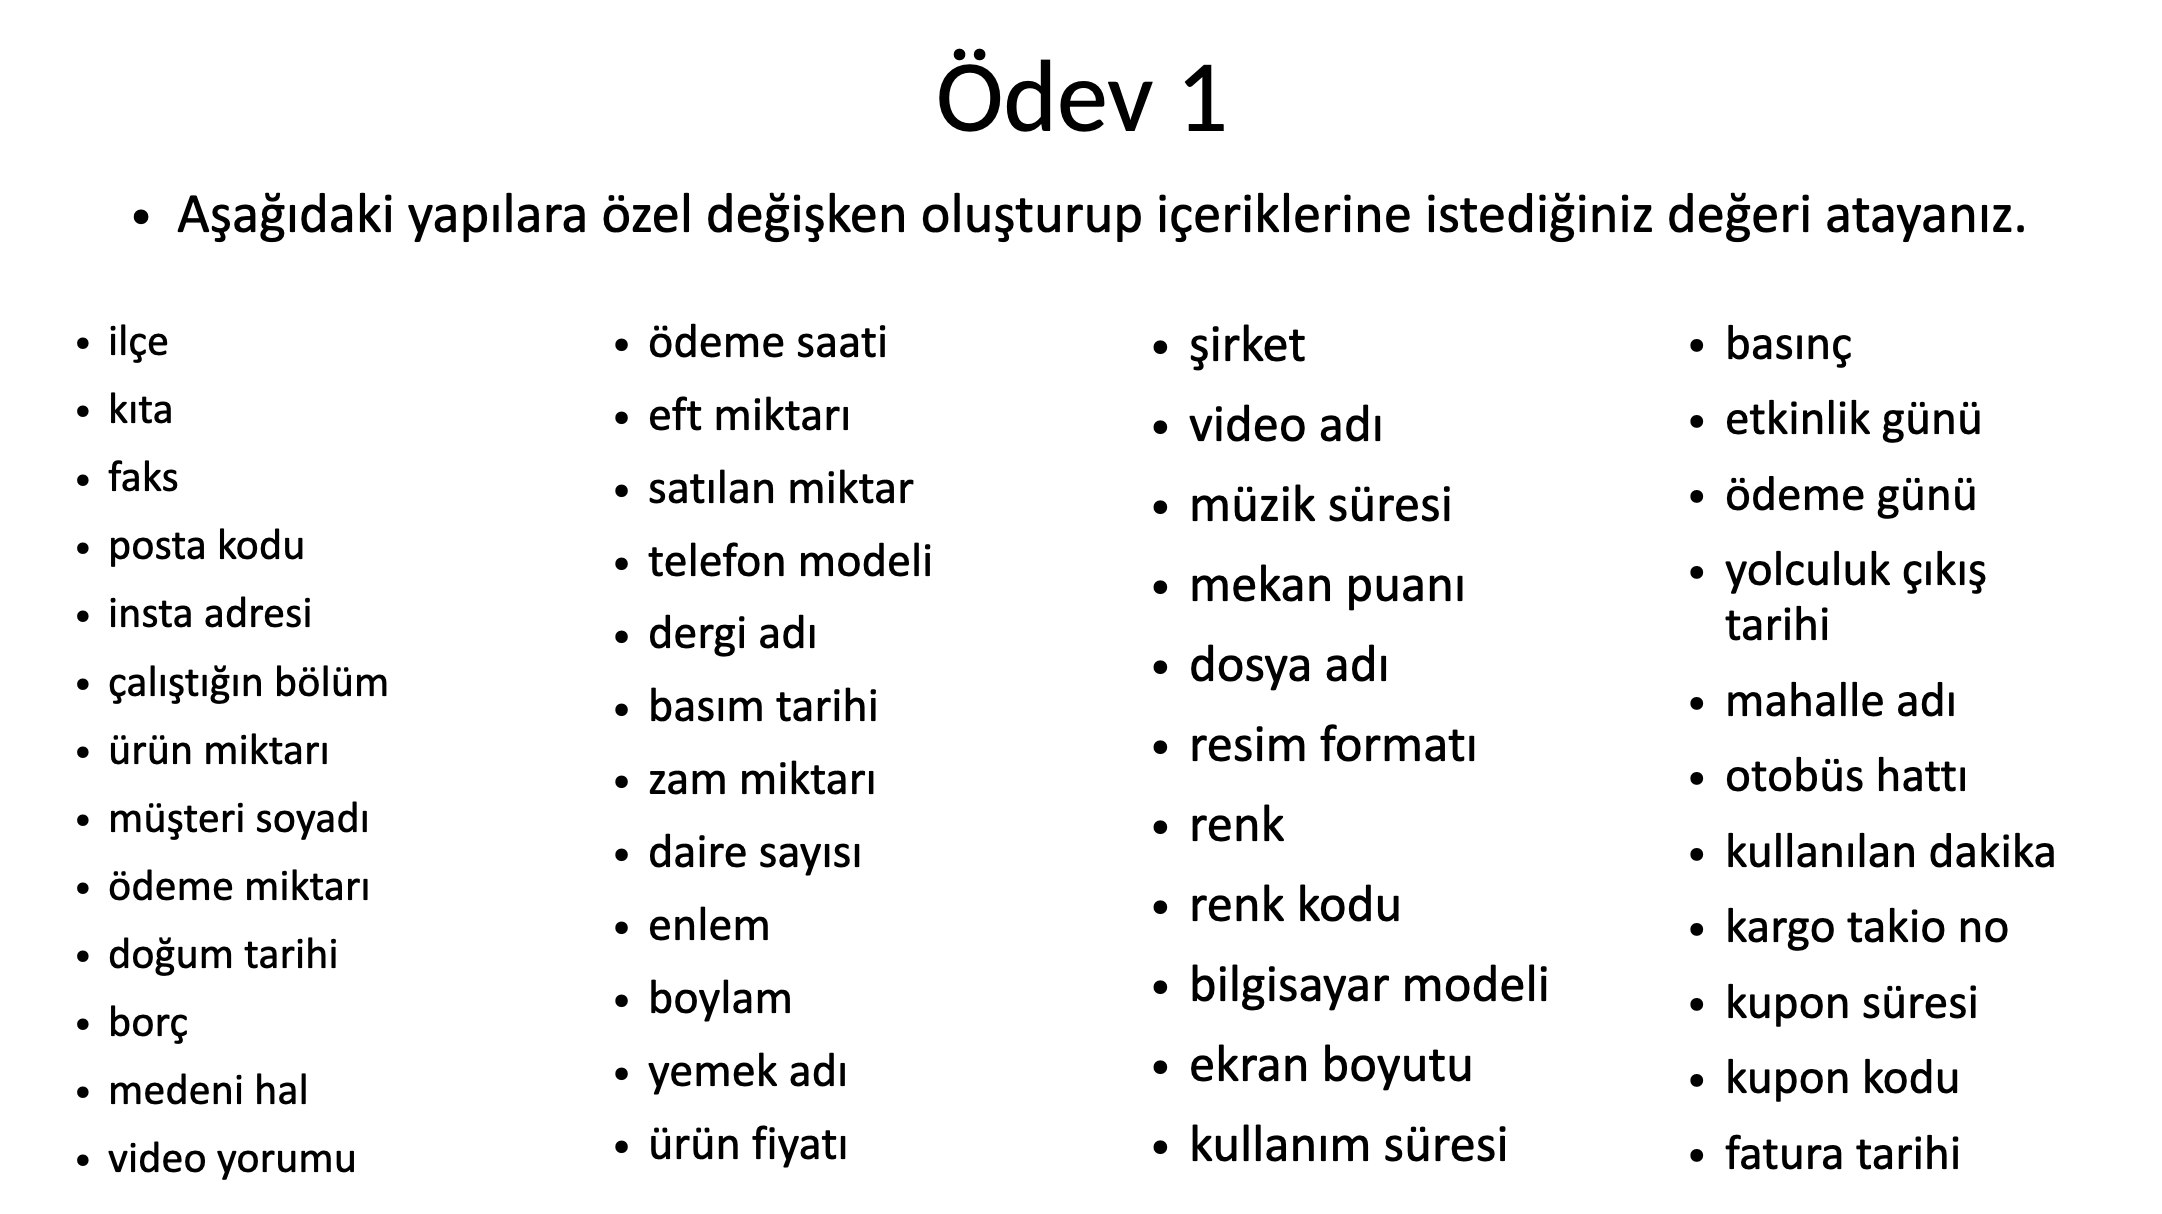 Ödev 1
• Aşağıdaki yapılara özel değişken oluşturup içeriklerine istediğiniz değeri atayanız.
• ilçe
• kıta
• faks
• posta kodu
• insta adresi
• çalıştığın bölüm
• ürün miktarı
• müşteri soyadı
• ödeme miktarı
• doğum tarihi
• borç
• medeni hal
• video yorumu
• ödeme saati
• eft miktarı
• satılan miktar
• telefon modeli
• dergi adı
• basım tarihi
• zam miktarı
• daire sayısı
• enlem
• boylam
• yemek adı
• ürün fiyatı
• şirket
• video adı
• müzik süresi
• mekan puanı
• dosya adı
• resim formatı
• renk
• renk kodu
• bilgisayar modeli
• ekran boyutu
• kullanım süresi
• basınç
• etkinlik günü
• ödeme günü
• yolculuk çıkış
tarihi
• mahalle adı
• otobüs hattı
• kullanılan dakika
• kargo takio no
• kupon süresi
• kupon kodu
• fatura tarihi